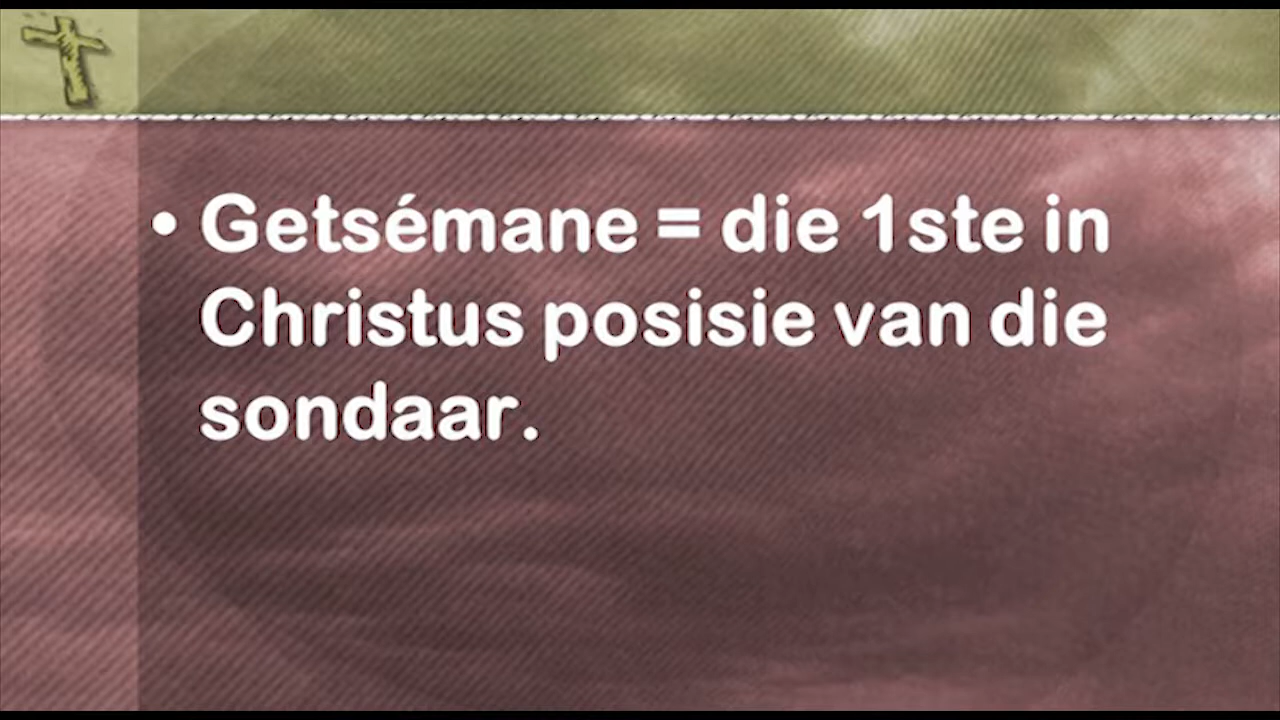 • Getsémane = die 1ste in
Christus posisie van die
sondaar.